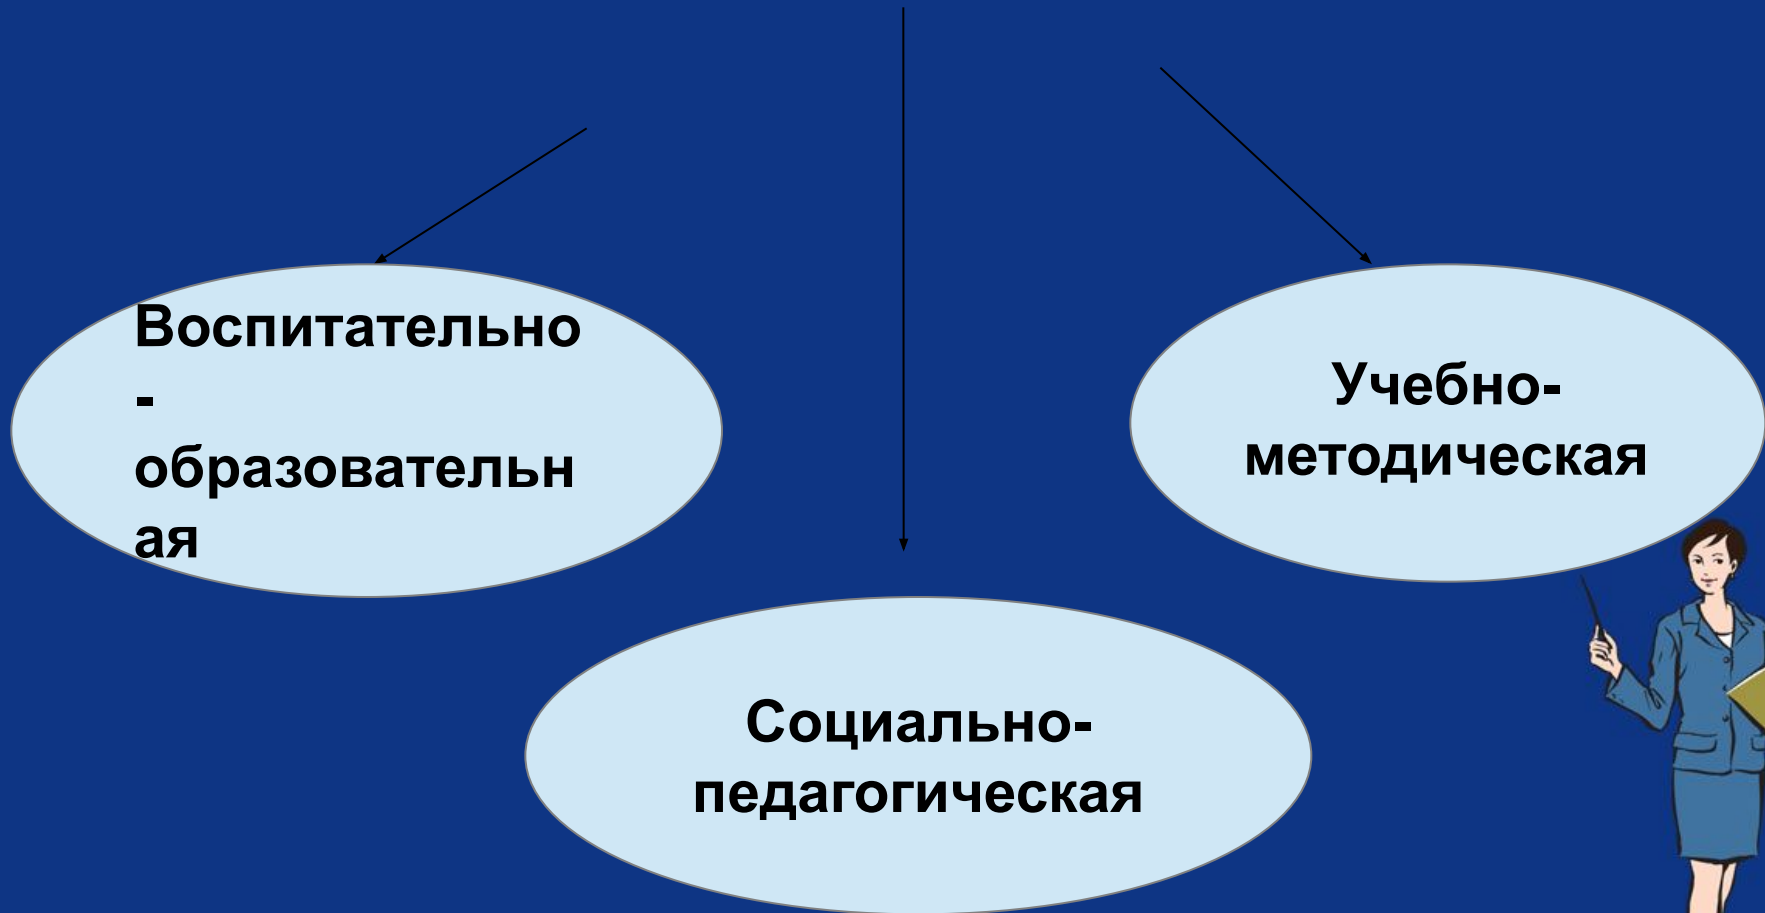 Воспитательно
-
образовательн
ая
Учебно-
методическая
Социально-
педагогическая